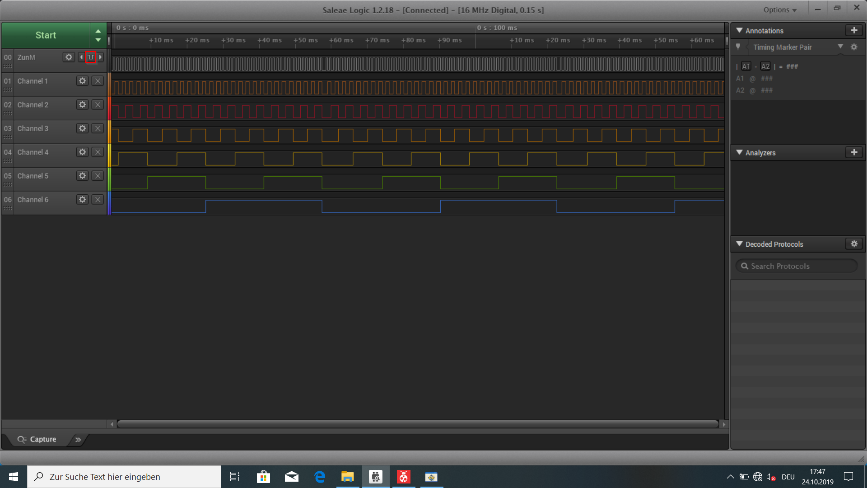 Saleae Logic 1.2.18 - [Connected] - [16 MHz Digital, 0.15 s]
Options
Start
0 s : 0 ms
0 s : 100 ms
+10 ms +20 ms +30 ms +40 ms +50 ms +60 ms +70 ms +80 ms +90 ms +10 ms +20 ms +30 ms +40 ms +50 ms +60 ms
00 ZunM
01 Channel 1
02 Channel 2
03 Channel 3
04 Channel 4
05 Channel 5
06 Channel 6
Annotations
Timing Marker Pair
| A1 - A2 | = ###
A1 @ ###
A2 @ ###
Analyzers
Decoded Protocols
Search Protocols
Capture
Zur Suche Text hier eingeben
DEU
17:47
24.10.2019